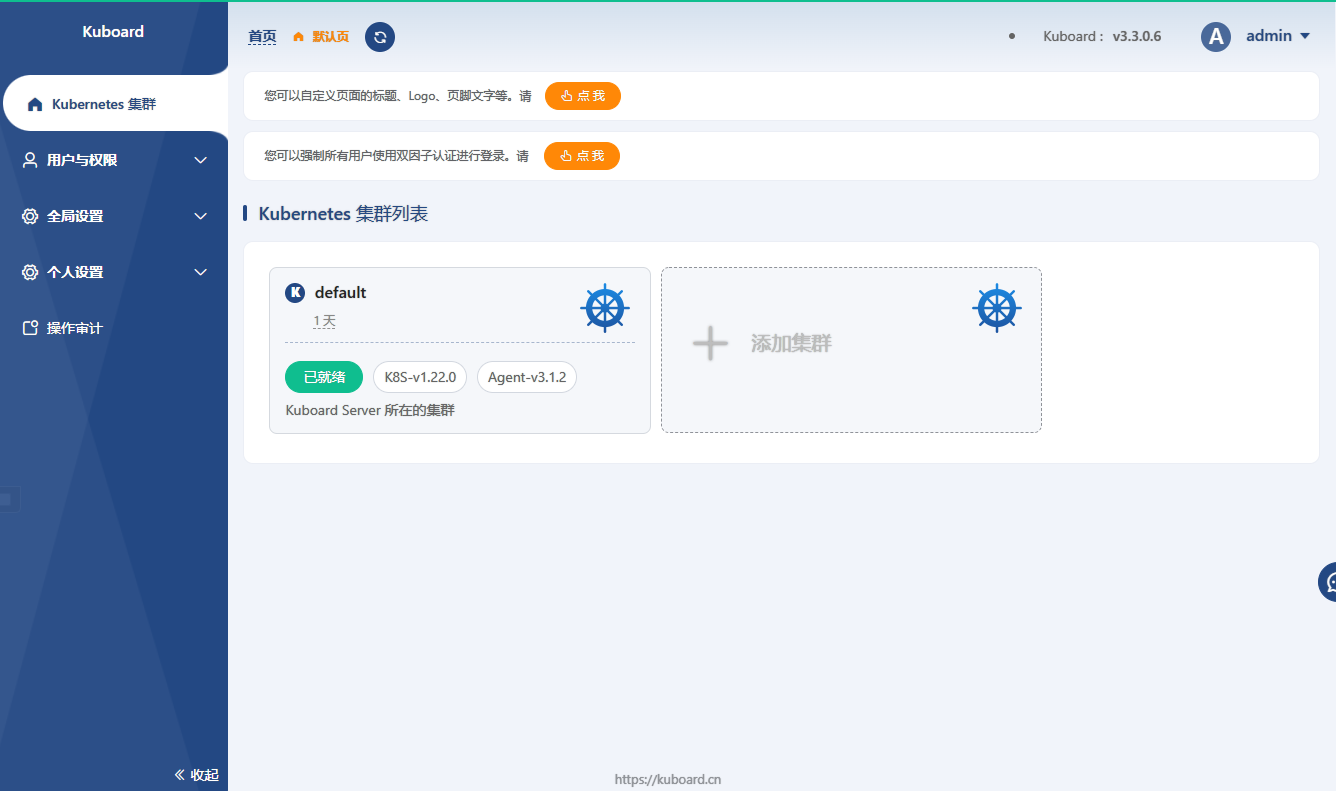 Kuboard
首页 默认页
Kuboard : v3.3.0.6
A admin
Kubernetes 集群
用户与权限
全局设置
个人设置
操作审计
收起
您可以自定义页面的标题、Logo、页脚文字等。请 点 我
您可以强制所有用户使用双因子认证进行登录。请 点 我
Kubernetes 集群列表
K default
1 天
已就绪 K8S-v1.22.0 Agent-v3.1.2
Kuboard Server 所在的集群
添加集群
https://kuboard.cn